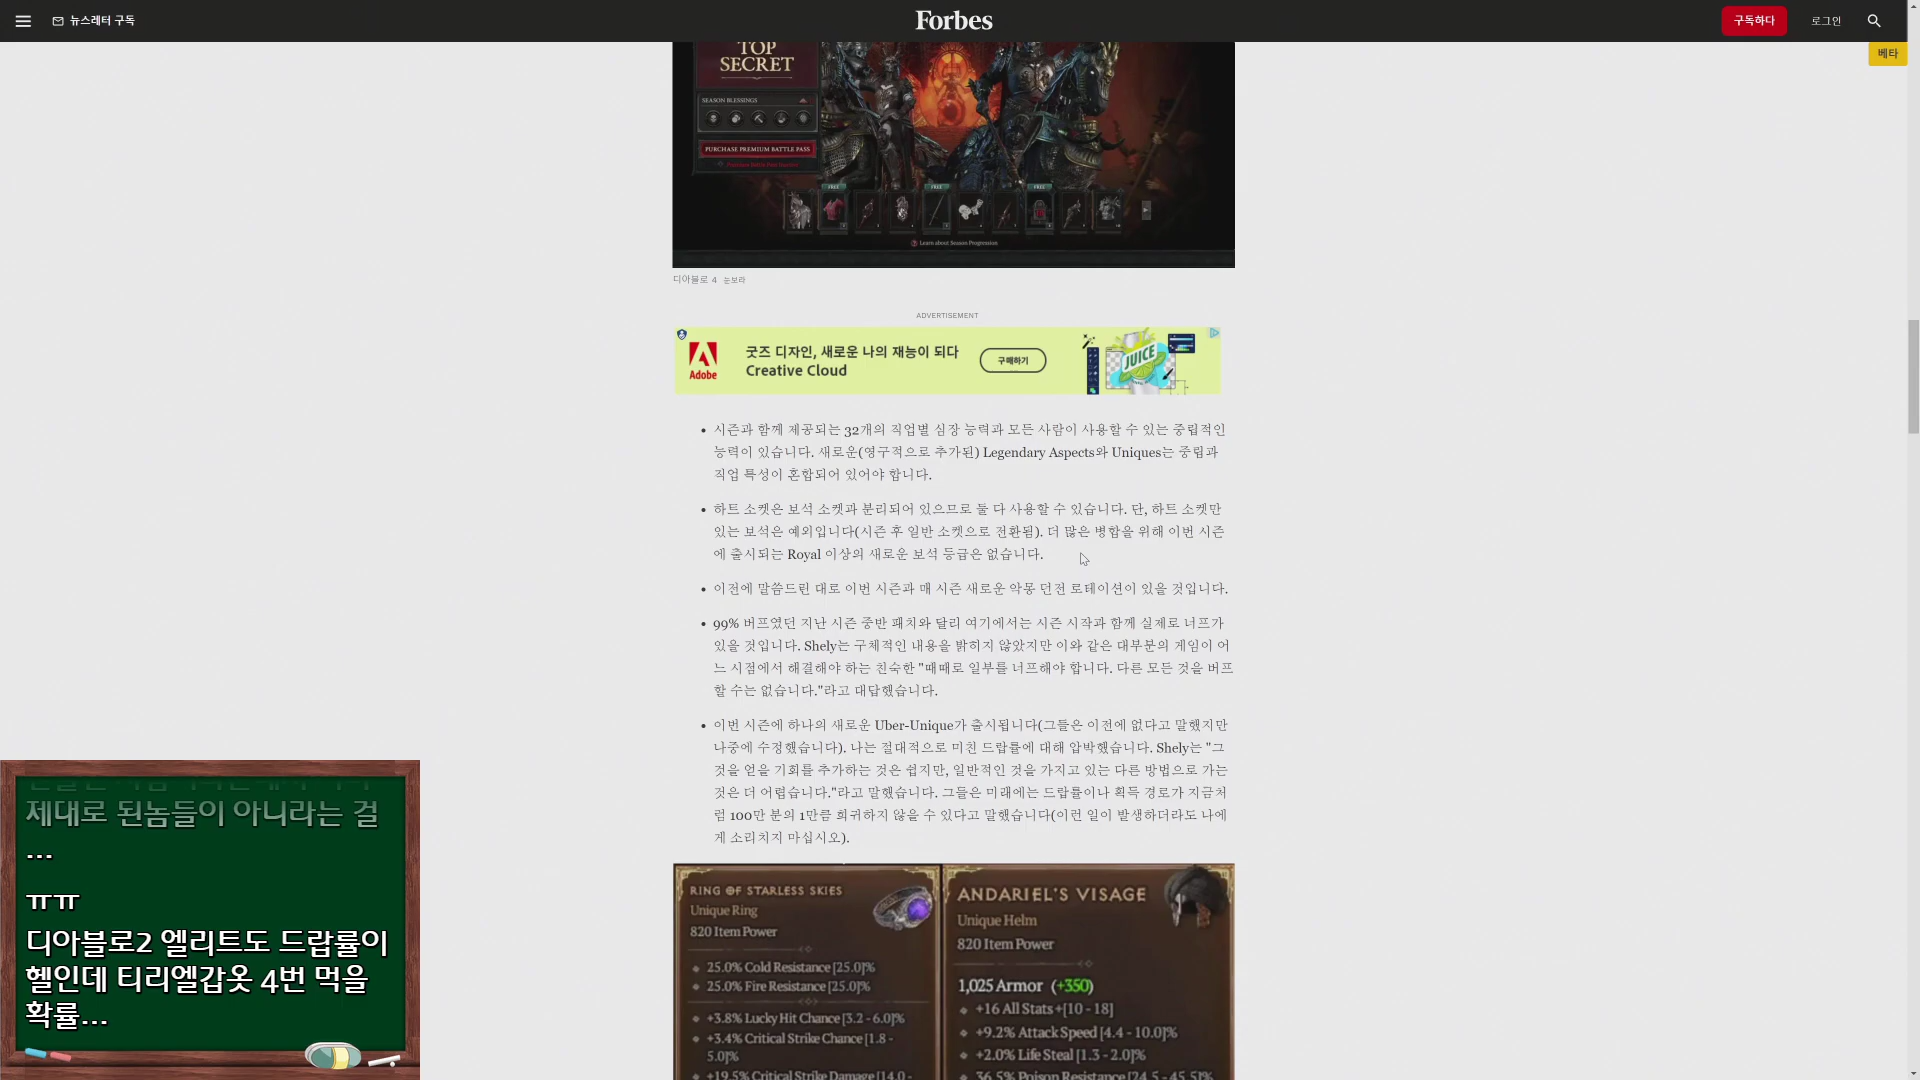 뉴스레터 구독
Forbes
구독하다
로그인
베타
TOP
SECRET
SEASON BLESSINGS
PURCHASE PREMIUM BATTLE PASS
FREE
FREE
FREE
Learn about Season Progression
디아블로 4 눈보라
ADVERTISEMENT
Adobe
굿즈 디자인, 새로운 나의 재능이 되다
Creative Cloud
구매하기
JUICE
시즌과 함께 제공되는 32개의 직업별 심장 능력과 모든 사람이 사용할 수 있는 중립적인
능력이 있습니다. 새로운(영구적으로 추가된) Legendary Aspects와 Uniques는 중립과
직업 특성이 혼합되어 있어야 합니다.
하트 소켓은 보석 소켓과 분리되어 있으므로 둘 다 사용할 수 있습니다. 단, 하트 소켓만
있는 보석은 예외입니다(시즌 후 일반 소켓으로 전환됨). 더 많은 병합을 위해 이번 시즌
에 출시되는 Royal 이상의 새로운 보석 등급은 없습니다.
이전에 말씀드린 대로 이번 시즌과 매 시즌 새로운 악몽 던전 로테이션이 있을 것입니다.
99% 버프였던 지난 시즌 중반 패치와 달리 여기에서는 시즌 시작과 함께 실제로 너프가
있을 것입니다. Shely는 구체적인 내용을 밝히지 않았지만 이와 같은 대부분의 게임이 어
느 시점에서 해결해야 하는 친숙한 "때때로 일부를 너프해야 합니다. 다른 모든 것을 버프
할 수는 없습니다."라고 대답했습니다.
이번 시즌에 하나의 새로운 Uber-Unique가 출시됩니다(그들은 이전에 없다고 말했지만
나중에 수정했습니다). 나는 절대적으로 미친 드랍률에 대해 압박했습니다. Shely는 "그
것을 얻을 기회를 추가하는 것은 쉽지만, 일반적인 것을 가지고 있는 다른 방법으로 가는
것은 더 어렵습니다."라고 말했습니다. 그들은 미래에는 드랍률이나 획득 경로가 지금처
럼 100만 분의 1만큼 희귀하지 않을 수 있다고 말했습니다(이런 일이 발생하더라도 나에
게 소리치지 마십시오).
RING OF STARLESS SKIES
Unique Ring
820 Item Power
25.0% Cold Resistance [25.0]%
25.0% Fire Resistance [25.0]%
+3.8% Lucky Hit Chance [3.2 - 6.0]%
+3.4% Critical Strike Chance [1.8 -
5.0]%
+19.5% Critical Strike Damage [14.0 -
ANDARIEL'S VISAGE
Unique Helm
820 Item Power
1,025 Armor (+350)
+16 All Stats +[10 - 18]
+9.2% Attack Speed [4.4 - 10.0]%
+2.0% Life Steal [1.3 - 2.0]%
36.5% Poison Resistance [24.5 - 45.5]%
제대로 된놈들이 아니라는 걸
...
ㅠㅠ
디아블로2 엘리트도 드랍률이
헬인데 티리엘갑옷 4번 먹을
확률...